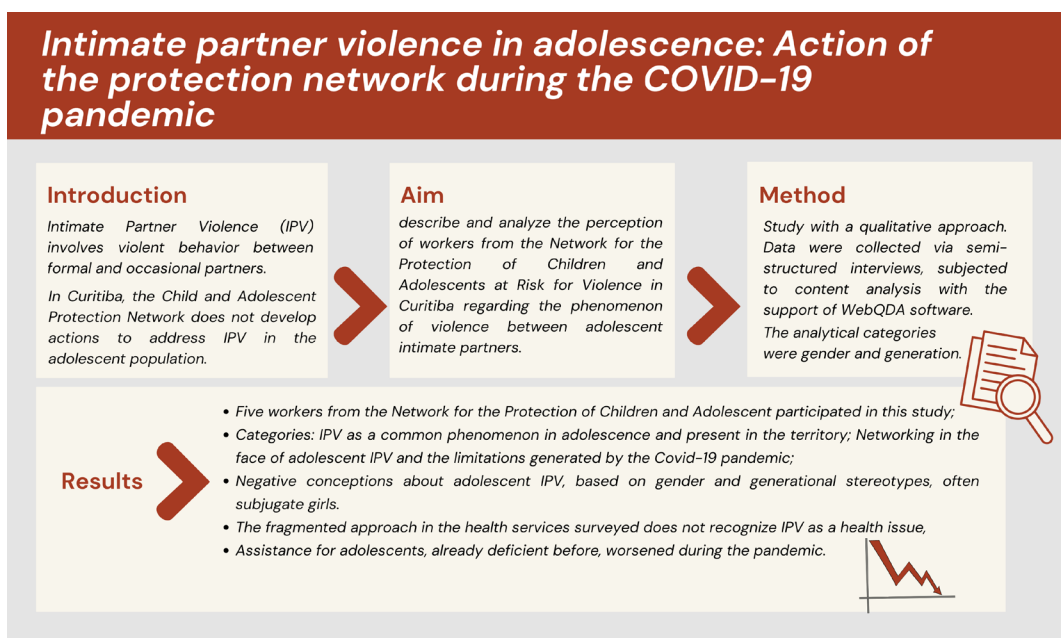 Intimate partner violence in adolescence: Action of
the protection network during the COVID-19
pandemic
Introduction
Intimate Partner Violence (IPV)
involves violent behavior between
formal and occasional partners.
In Curitiba, the Child and Adolescent
Protection Network does not develop
actions to address IPV in the
adolescent population.
Aim
describe and analyze the perception
of workers from the Network for the
Protection of Children and
Adolescents at Risk for Violence in
Curitiba regarding the phenomenon
of violence between adolescent
intimate partners.
Method
Study with a qualitative approach.
Data were collected via semi-
structured interviews, subjected
to content analysis with the
support of WebQDA software.
The analytical categories
were gender and generation.
Results
• Five workers from the Network for the Protection of Children and Adolescent participated in this study;
• Categories: IPV as a common phenomenon in adolescence and present in the territory; Networking in the
face of adolescent IPV and the limitations generated by the Covid-19 pandemic;
• Negative conceptions about adolescent IPV, based on gender and generational stereotypes, often
subjugate girls.
• The fragmented approach in the health services surveyed does not recognize IPV as a health issue,
• Assistance for adolescents, already deficient before, worsened during the pandemic.